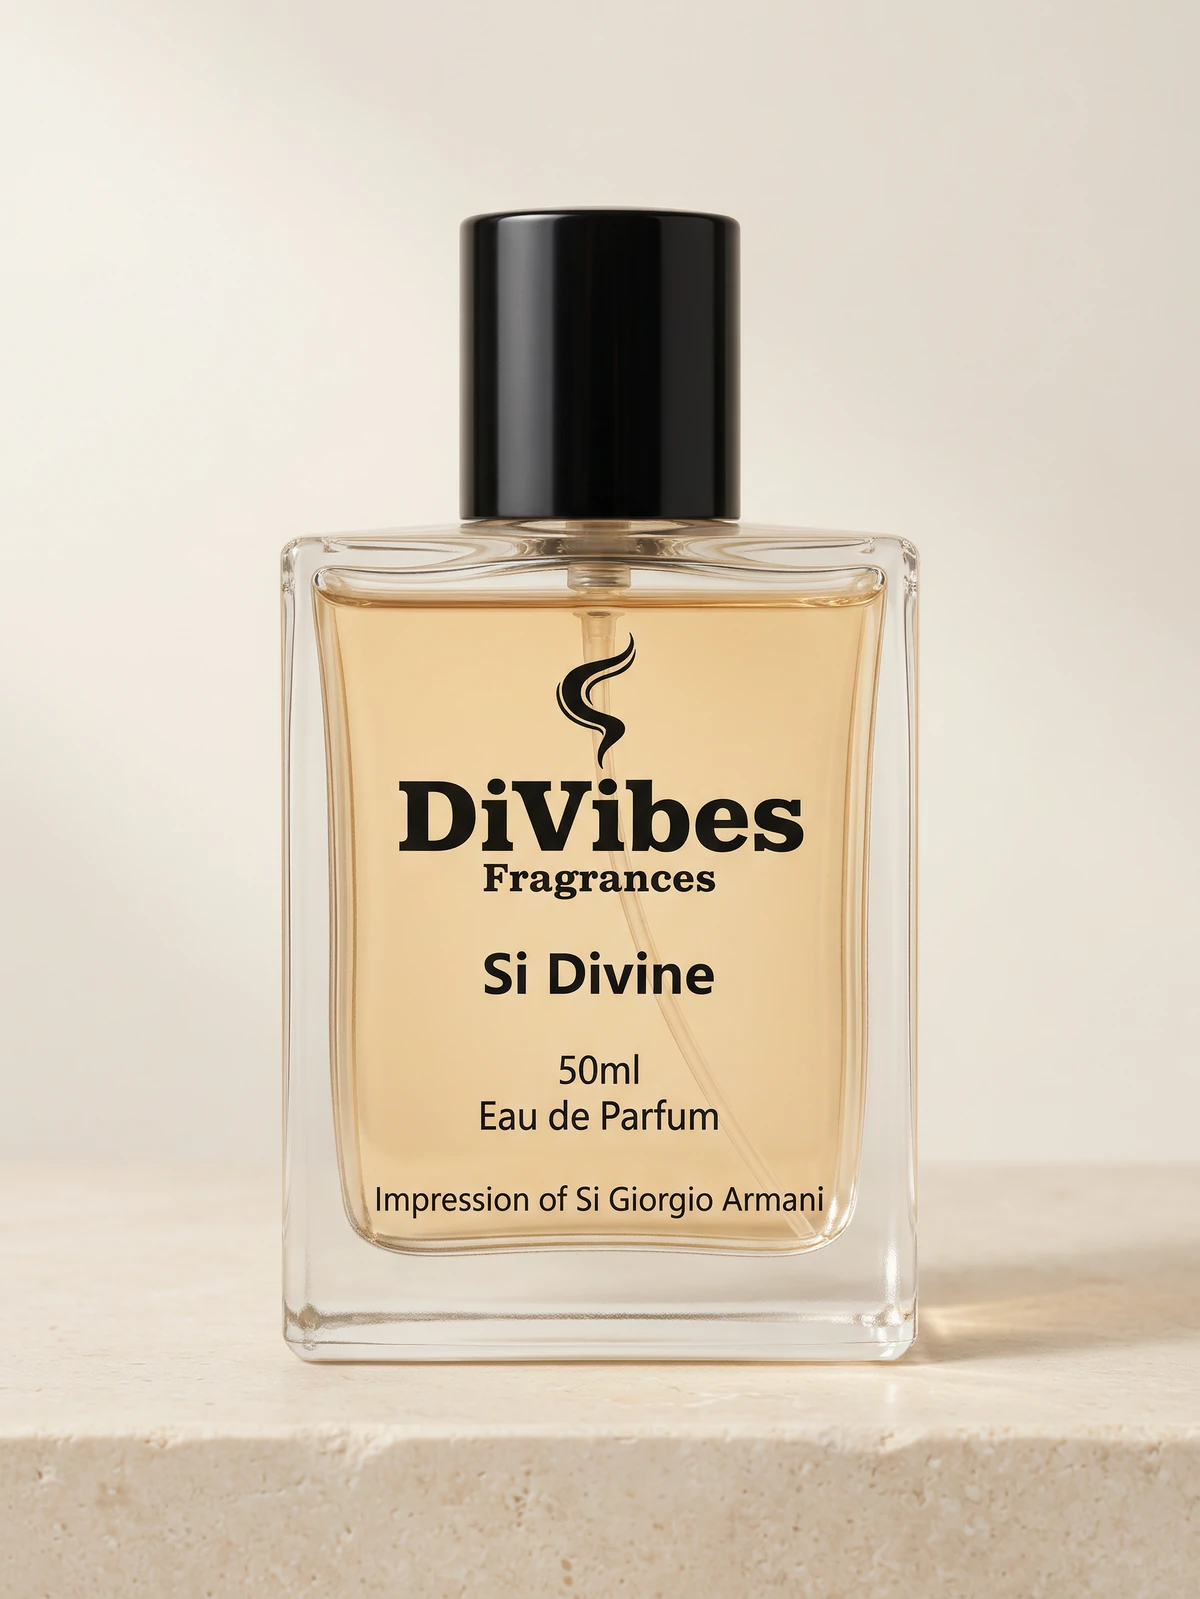 DiVibes
Fragrances
Si Divine
50ml
Eau de Parfum
Impression of Si Giorgio Armani